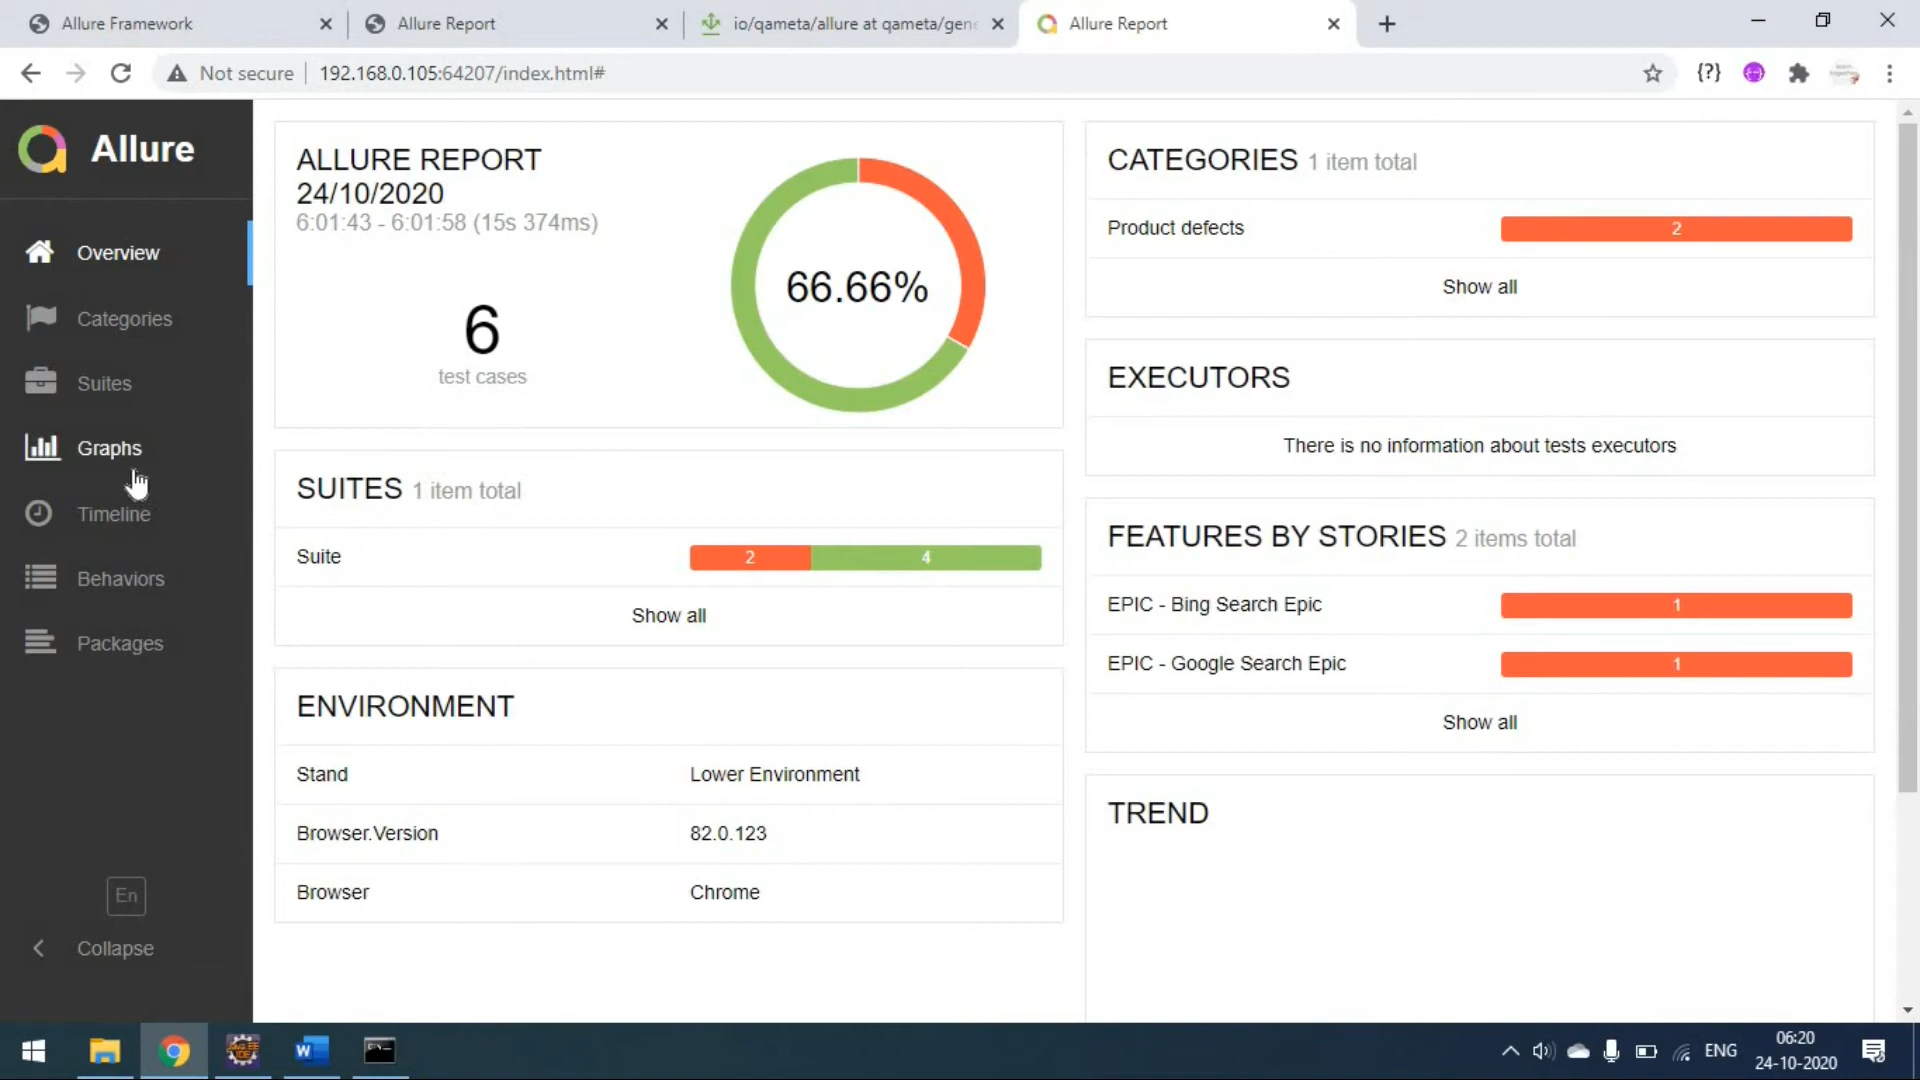 Allure Framework
Allure Report
io/qameta/allure at qameta/gene
Allure Report
Not secure
192.168.0.105:64207/index.html#
{?}
Allure
Overview
Categories
Suites
Graphs
Timeline
Behaviors
Packages
En
Collapse
ALLURE REPORT
24/10/2020
6:01:43 - 6:01:58 (15s 374ms)
6
test cases
66.66%
SUITES 1 item total
Suite
2
4
Show all
ENVIRONMENT
Stand
Lower Environment
Browser.Version
82.0.123
Browser
Chrome
CATEGORIES 1 item total
Product defects
2
Show all
EXECUTORS
There is no information about tests executors
FEATURES BY STORIES 2 items total
EPIC - Bing Search Epic
1
EPIC - Google Search Epic
1
Show all
TREND
ENG
06:20
24-10-2020